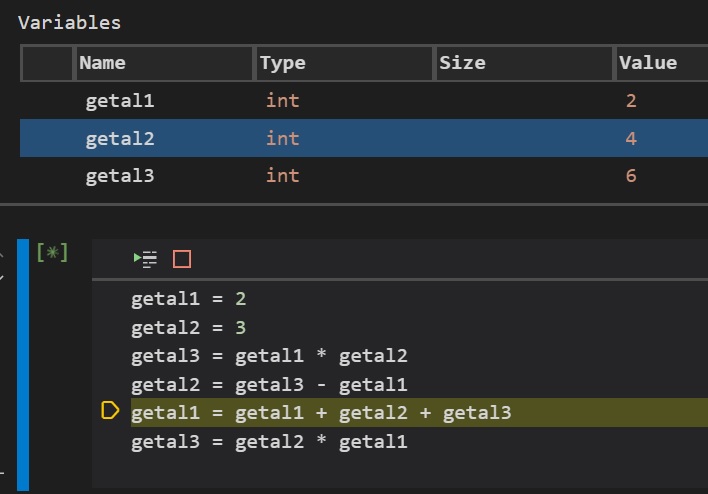 Variables
Name Type Size Value
getal1 int 2
getal2 int 4
getal3 int 6
[*]
getal1 = 2
getal2 = 3
getal3 = getal1 * getal2
getal2 = getal3 - getal1
getal1 = getal1 + getal2 + getal3
getal3 = getal2 * getal1